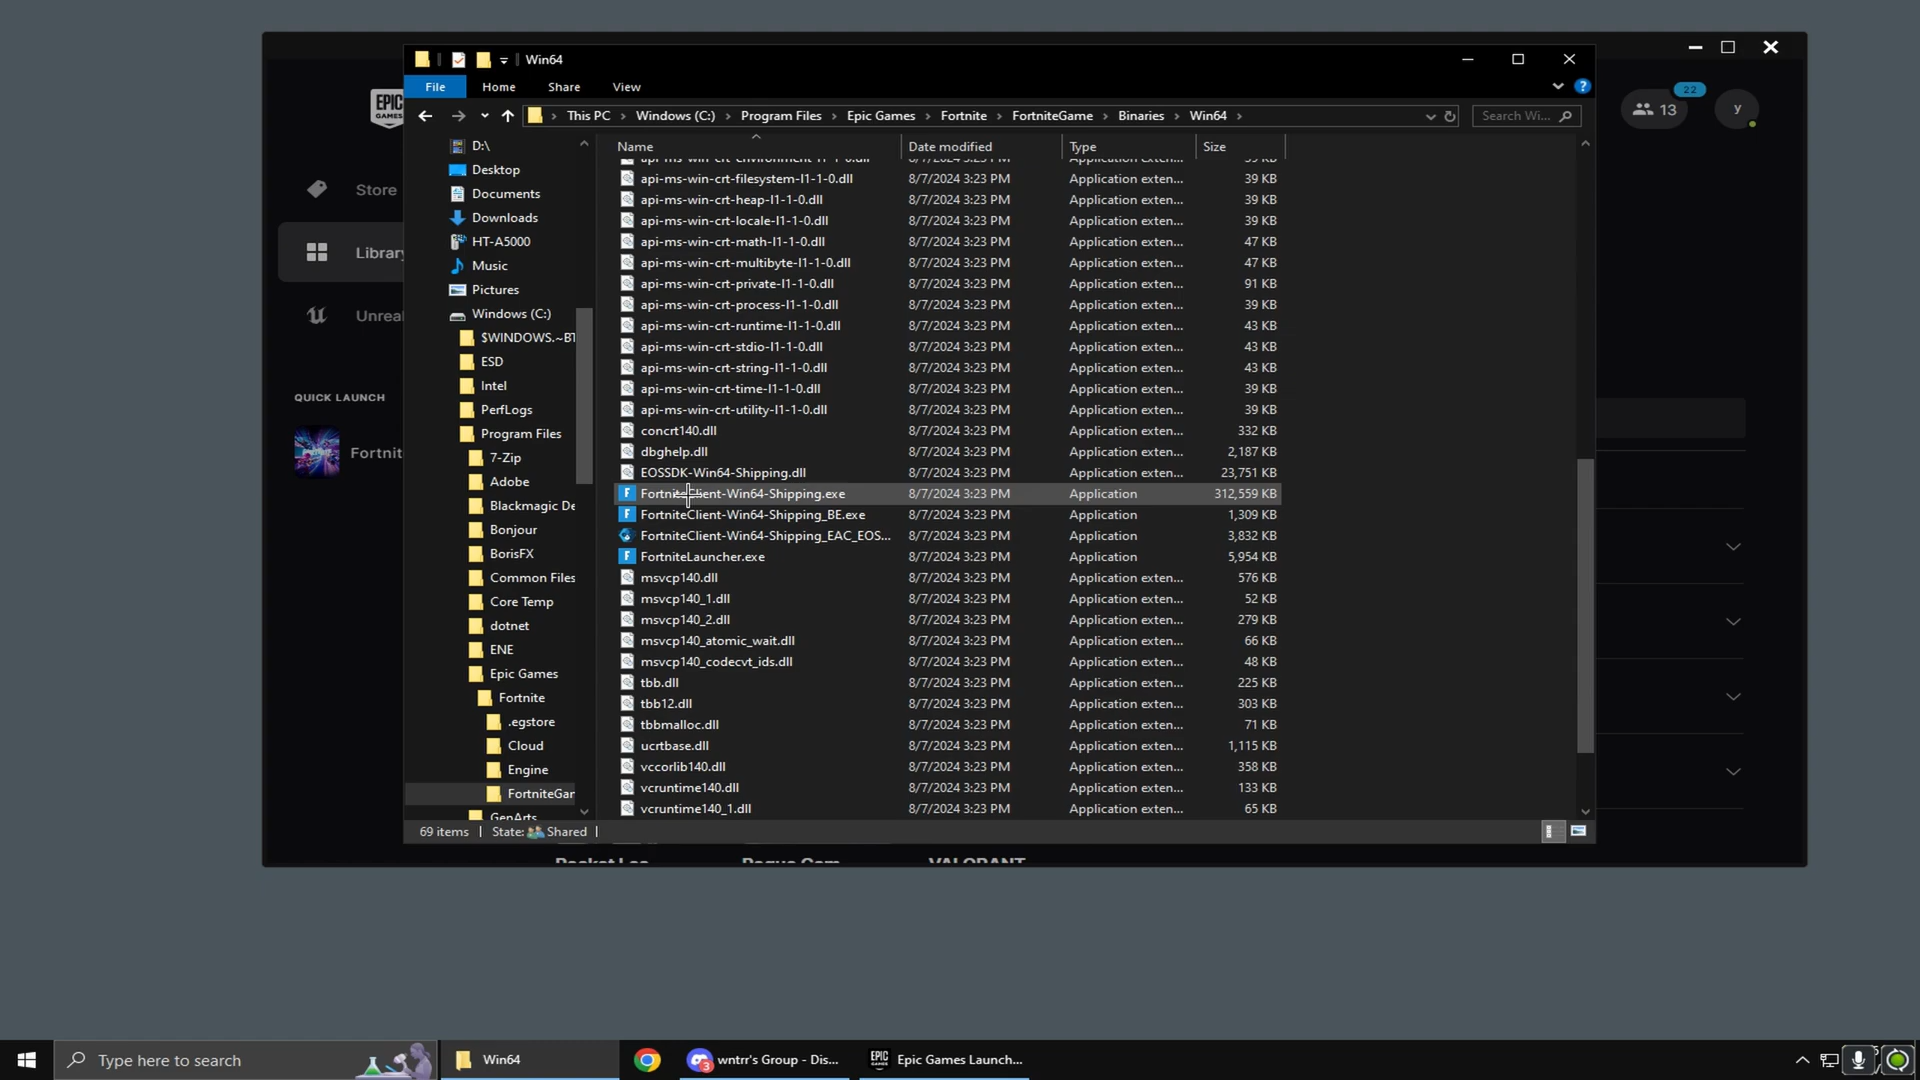 Win64
File Home Share View
This PC Windows (C:) Program Files Epic Games Fortnite FortniteGame Binaries Win64
Search Wi...
EPIC GAMES
22
13
y
Store
Library
Unrea
QUICK LAUNCH
Fortnit
D:\
Desktop
Documents
Downloads
HT-A5000
Music
Pictures
Windows (C:)
$WINDOWS.~BT
ESD
Intel
PerfLogs
Program Files
7-Zip
Adobe
Blackmagic De
Bonjour
BorisFX
Common Files
Core Temp
dotnet
ENE
Epic Games
Fortnite
.egstore
Cloud
Engine
FortniteGar
GenArts
Name Date modified Type Size
api-ms-win-crt-environment-l1-1-0.dll 8/7/2024 3:23 PM Application exten... 39 KB
api-ms-win-crt-filesystem-l1-1-0.dll 8/7/2024 3:23 PM Application exten... 39 KB
api-ms-win-crt-heap-l1-1-0.dll 8/7/2024 3:23 PM Application exten... 39 KB
api-ms-win-crt-locale-l1-1-0.dll 8/7/2024 3:23 PM Application exten... 39 KB
api-ms-win-crt-math-l1-1-0.dll 8/7/2024 3:23 PM Application exten... 47 KB
api-ms-win-crt-multibyte-l1-1-0.dll 8/7/2024 3:23 PM Application exten... 47 KB
api-ms-win-crt-private-l1-1-0.dll 8/7/2024 3:23 PM Application exten... 91 KB
api-ms-win-crt-process-l1-1-0.dll 8/7/2024 3:23 PM Application exten... 39 KB
api-ms-win-crt-runtime-l1-1-0.dll 8/7/2024 3:23 PM Application exten... 43 KB
api-ms-win-crt-stdio-l1-1-0.dll 8/7/2024 3:23 PM Application exten... 43 KB
api-ms-win-crt-string-l1-1-0.dll 8/7/2024 3:23 PM Application exten... 43 KB
api-ms-win-crt-time-l1-1-0.dll 8/7/2024 3:23 PM Application exten... 39 KB
api-ms-win-crt-utility-l1-1-0.dll 8/7/2024 3:23 PM Application exten... 39 KB
concrt140.dll 8/7/2024 3:23 PM Application exten... 332 KB
dbghelp.dll 8/7/2024 3:23 PM Application exten... 2,187 KB
EOSSDK-Win64-Shipping.dll 8/7/2024 3:23 PM Application exten... 23,751 KB
FortniteClient-Win64-Shipping.exe 8/7/2024 3:23 PM Application 312,559 KB
FortniteClient-Win64-Shipping_BE.exe 8/7/2024 3:23 PM Application 1,309 KB
FortniteClient-Win64-Shipping_EAC_EOS... 8/7/2024 3:23 PM Application 3,832 KB
FortniteLauncher.exe 8/7/2024 3:23 PM Application 5,954 KB
msvcp140.dll 8/7/2024 3:23 PM Application exten... 576 KB
msvcp140_1.dll 8/7/2024 3:23 PM Application exten... 52 KB
msvcp140_2.dll 8/7/2024 3:23 PM Application exten... 279 KB
msvcp140_atomic_wait.dll 8/7/2024 3:23 PM Application exten... 66 KB
msvcp140_codecvt_ids.dll 8/7/2024 3:23 PM Application exten... 48 KB
tbb.dll 8/7/2024 3:23 PM Application exten... 225 KB
tbb12.dll 8/7/2024 3:23 PM Application exten... 303 KB
tbbmalloc.dll 8/7/2024 3:23 PM Application exten... 71 KB
ucrtbase.dll 8/7/2024 3:23 PM Application exten... 1,115 KB
vccorlib140.dll 8/7/2024 3:23 PM Application exten... 358 KB
vcruntime140.dll 8/7/2024 3:23 PM Application exten... 133 KB
vcruntime140_1.dll 8/7/2024 3:23 PM Application exten... 65 KB
69 items State: Shared
VALORANT
Type here to search
Win64
wntrr's Group - Dis...
3
EPIC GAMES
Epic Games Launch...